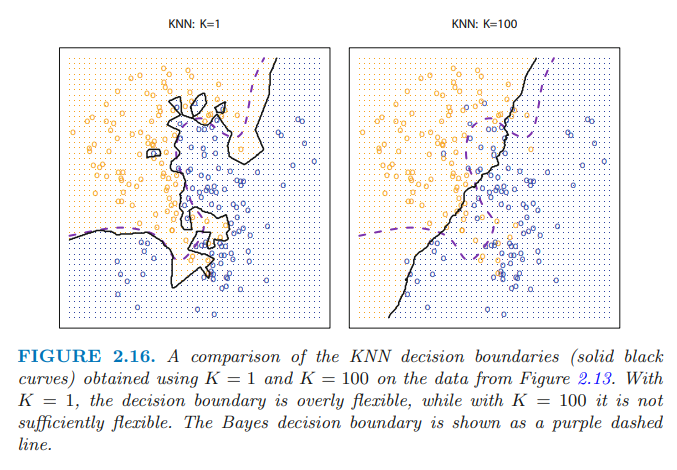 KNN: K=1
KNN: K=100
FIGURE 2.16. A comparison of the KNN decision boundaries (solid black
curves) obtained using K = 1 and K = 100 on the data from Figure 2.13. With
K = 1, the decision boundary is overly flexible, while with K = 100 it is not
sufficiently flexible. The Bayes decision boundary is shown as a purple dashed
line.